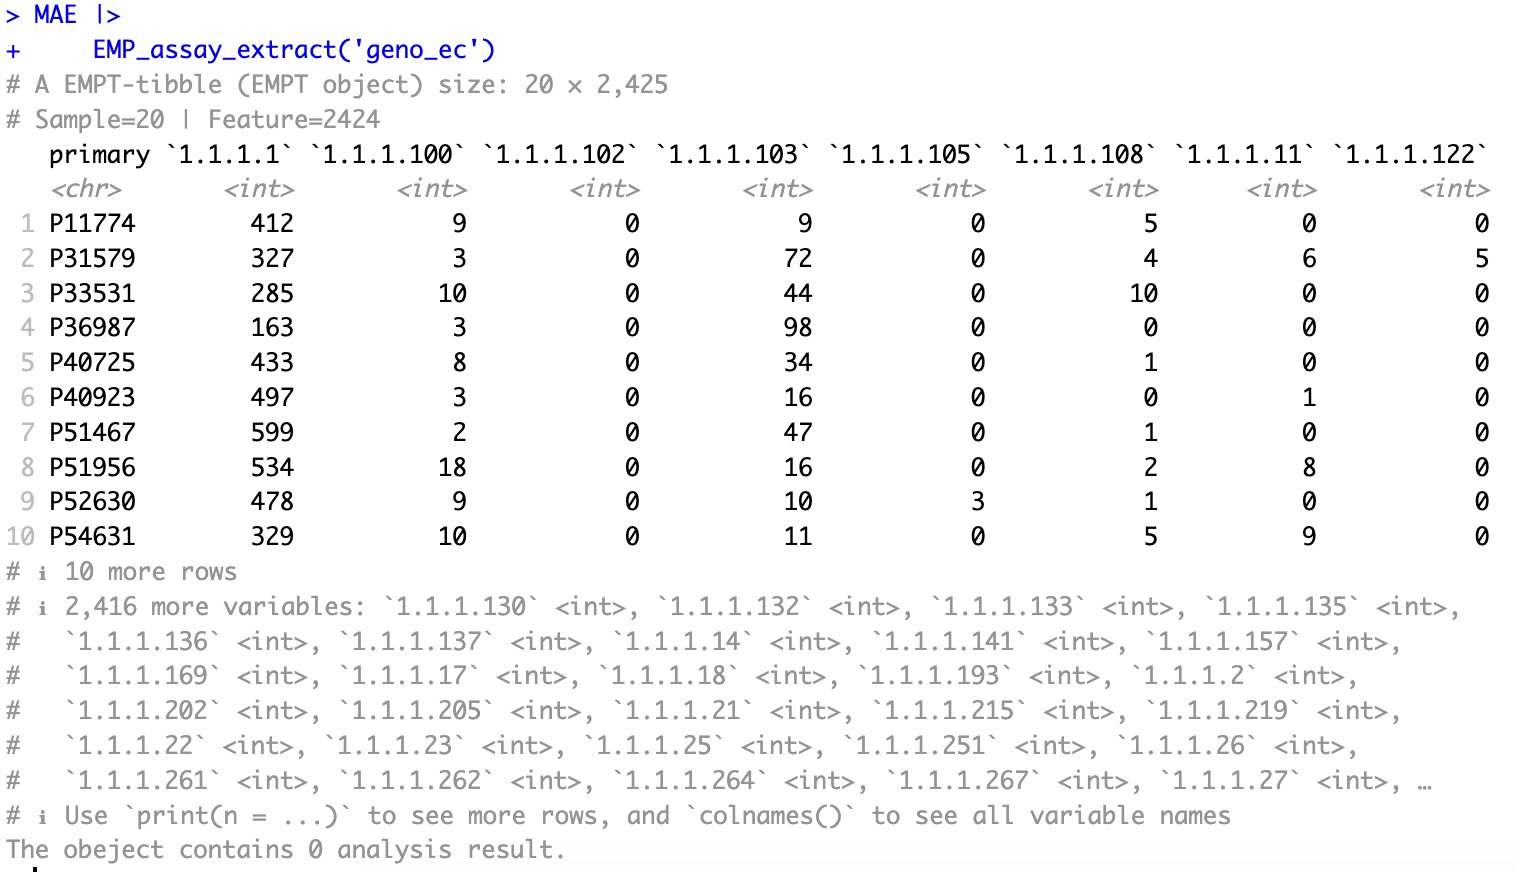 > MAE |>
+     EMP_assay_extract('geno_ec')
# A EMPT-tibble (EMPT object) size: 20 × 2,425
# Sample=20 | Feature=2424
   primary `1.1.1.1` `1.1.1.100` `1.1.1.102` `1.1.1.103` `1.1.1.105` `1.1.1.108` `1.1.1.11` `1.1.1.122`
   <chr>       <int>       <int>       <int>       <int>       <int>       <int>      <int>       <int>
 1 P11774        412           9           0           9           0           5          0           0
 2 P31579        327           3           0          72           0           4          6           5
 3 P33531        285          10           0          44           0          10          0           0
 4 P36987        163           3           0          98           0           0          0           0
 5 P40725        433           8           0          34           0           1          0           0
 6 P40923        497           3           0          16           0           0          1           0
 7 P51467        599           2           0          47           0           1          0           0
 8 P51956        534          18           0          16           0           2          8           0
 9 P52630        478           9           0          10           3           1          0           0
10 P54631        329          10           0          11           0           5          9           0
# ℹ 10 more rows
# ℹ 2,416 more variables: `1.1.1.130` <int>, `1.1.1.132` <int>, `1.1.1.133` <int>, `1.1.1.135` <int>,
#   `1.1.1.136` <int>, `1.1.1.137` <int>, `1.1.1.14` <int>, `1.1.1.141` <int>, `1.1.1.157` <int>,
#   `1.1.1.169` <int>, `1.1.1.17` <int>, `1.1.1.18` <int>, `1.1.1.193` <int>, `1.1.1.2` <int>,
#   `1.1.1.202` <int>, `1.1.1.205` <int>, `1.1.1.21` <int>, `1.1.1.215` <int>, `1.1.1.219` <int>,
#   `1.1.1.22` <int>, `1.1.1.23` <int>, `1.1.1.25` <int>, `1.1.1.251` <int>, `1.1.1.26` <int>,
#   `1.1.1.261` <int>, `1.1.1.262` <int>, `1.1.1.264` <int>, `1.1.1.267` <int>, `1.1.1.27` <int>, …
# ℹ Use `print(n = ...)` to see more rows, and `colnames()` to see all variable names
The obeject contains 0 analysis result.